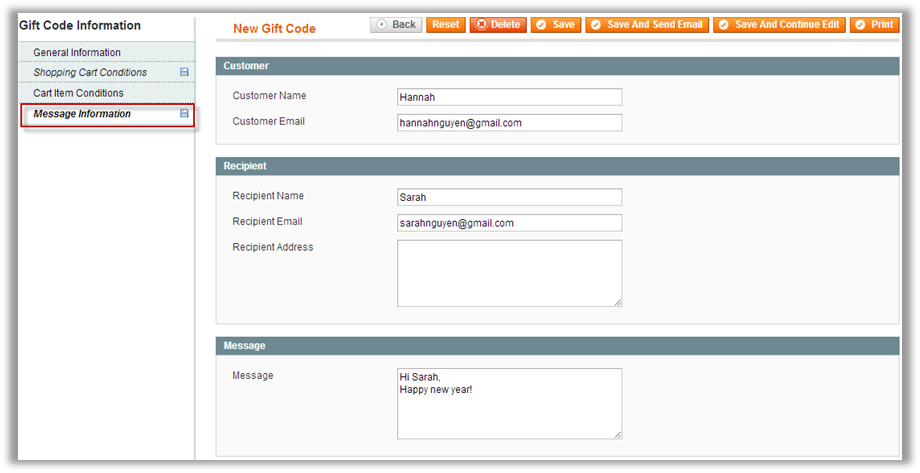 Gift Code Information
General Information
Shopping Cart Conditions
Cart Item Conditions
Message Information
New Gift Code
Back Reset Delete Save Save And Send Email Save And Continue Edit Print
Customer
Customer Name Hannah
Customer Email hannahnguyen@gmail.com
Recipient
Recipient Name Sarah
Recipient Email sarahnguyen@gmail.com
Recipient Address
Message
Message Hi Sarah,
Happy new year!